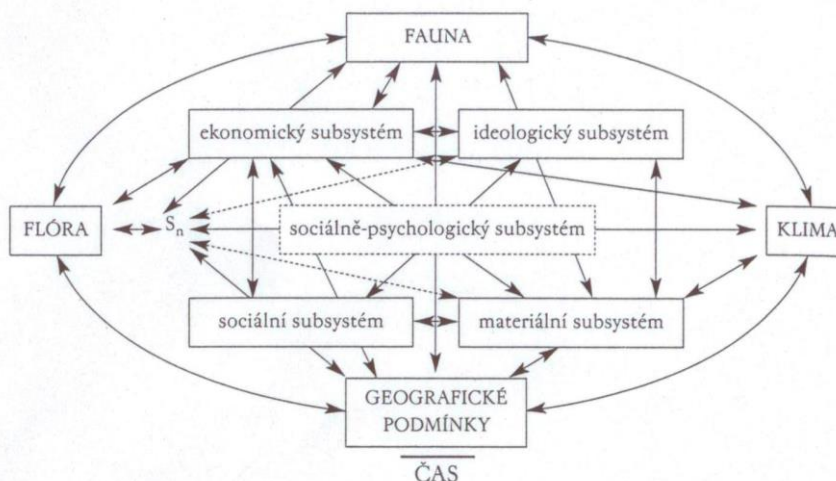 FAUNA
ekonomický subsystém
ideologický subsystém
FLÓRA
Sn
sociálně-psychologický subsystém
KLIMA
sociální subsystém
materiální subsystém
GEOGRAFICKÉ
PODMÍNKY
ČAS